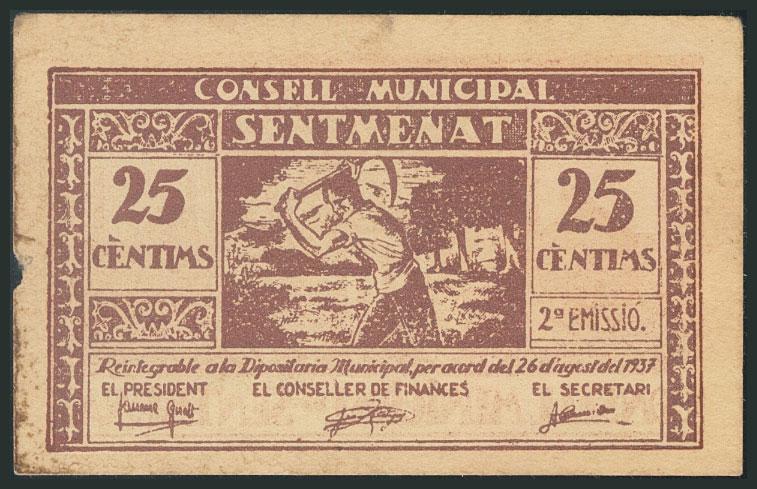 CONSELL MUNICIPAL
SENTMENAT
25 CÈNTIMS
25 CÈNTIMS
2ª EMISSIÓ.
Reintegrable a la Dipositaria Municipal, per acord del 26 d'agost del 1937
EL PRESIDENT EL CONSELLER DE FINANCES EL SECRETARI